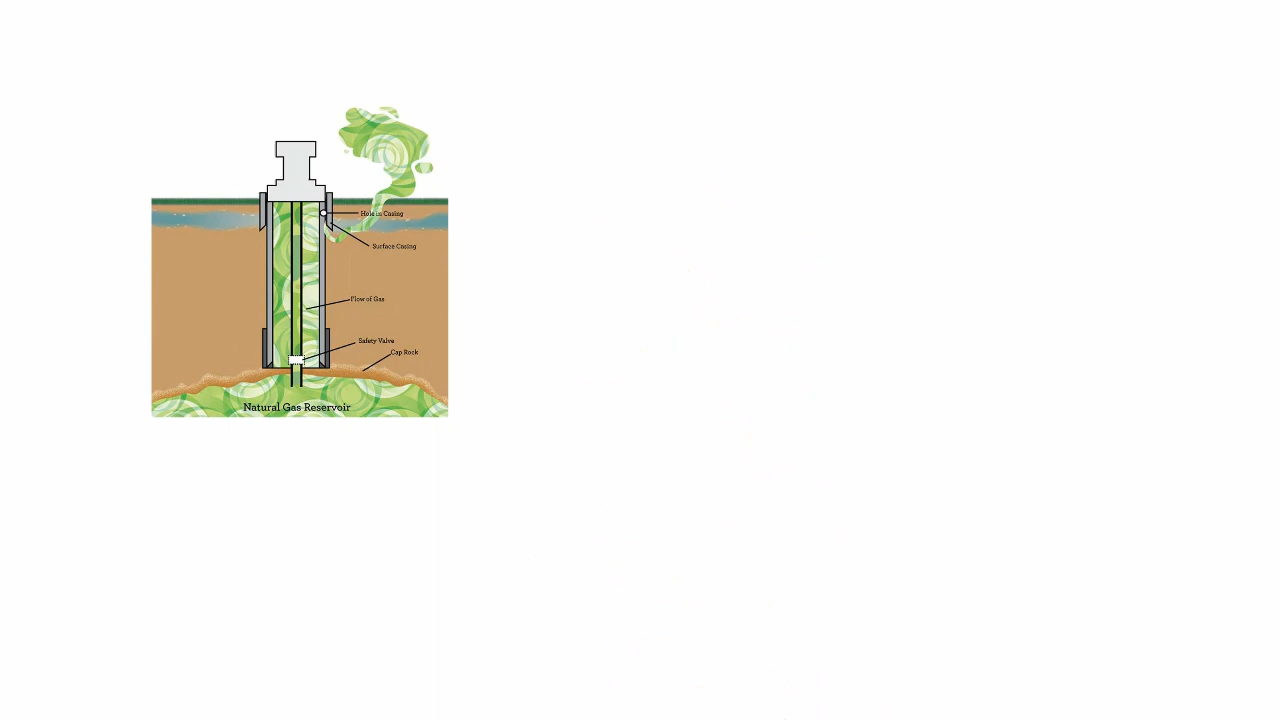 Hole in Casing
Surface Casing
Flow of Gas
Safety Valve
Cap Rock
Natural Gas Reservoir